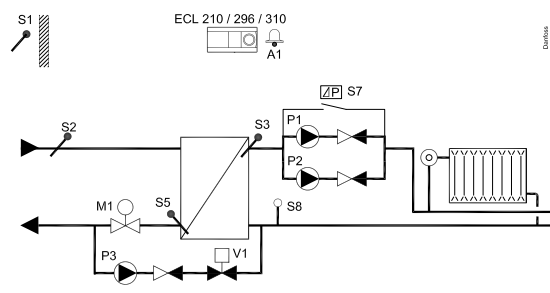 S1
ECL 210 / 296 / 310
A1
Danfoss
P S7
P1
S2
S3
P2
M1
S5
S8
P3
V1